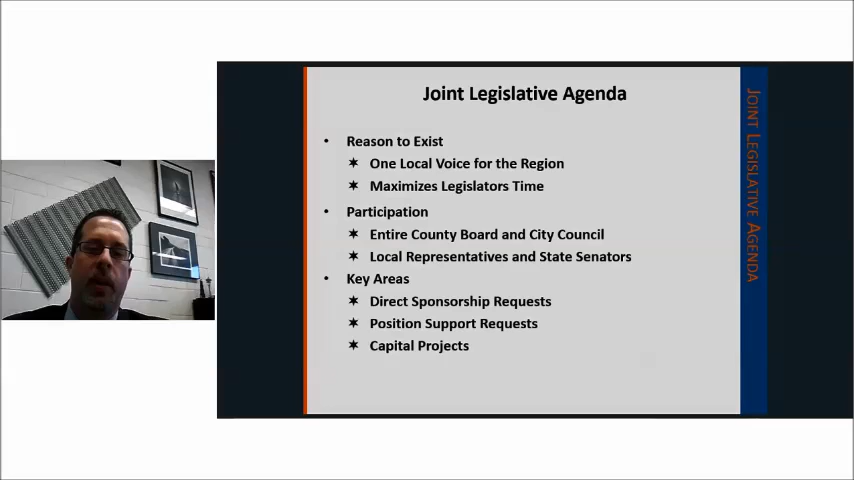 Joint Legislative Agenda
• Reason to Exist
✶ One Local Voice for the Region
✶ Maximizes Legislators Time
• Participation
✶ Entire County Board and City Council
✶ Local Representatives and State Senators
• Key Areas
✶ Direct Sponsorship Requests
✶ Position Support Requests
✶ Capital Projects
JOINT LEGISLATIVE AGENDA